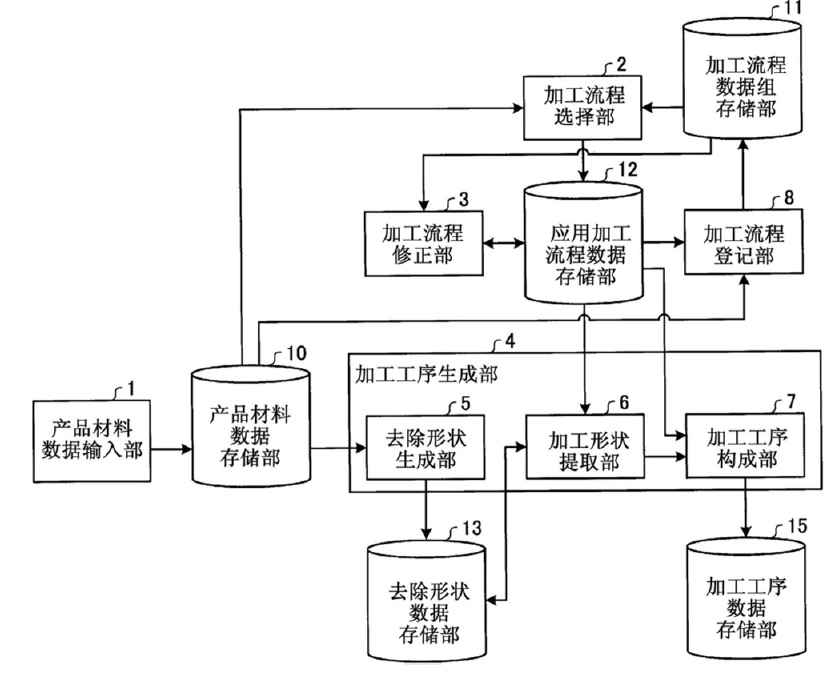 11
加工流程
数据组
存储部
2
加工流程
选择部
12
应用加工
流程数据
存储部
3
加工流程
修正部
8
加工流程
登记部
10
产品材料
数据
存储部
1
产品材料
数据输入部
4
加工工序生成部
5
去除形状
生成部
6
加工形状
提取部
7
加工工序
构成部
13
去除形状
数据
存储部
15
加工工序
数据
存储部